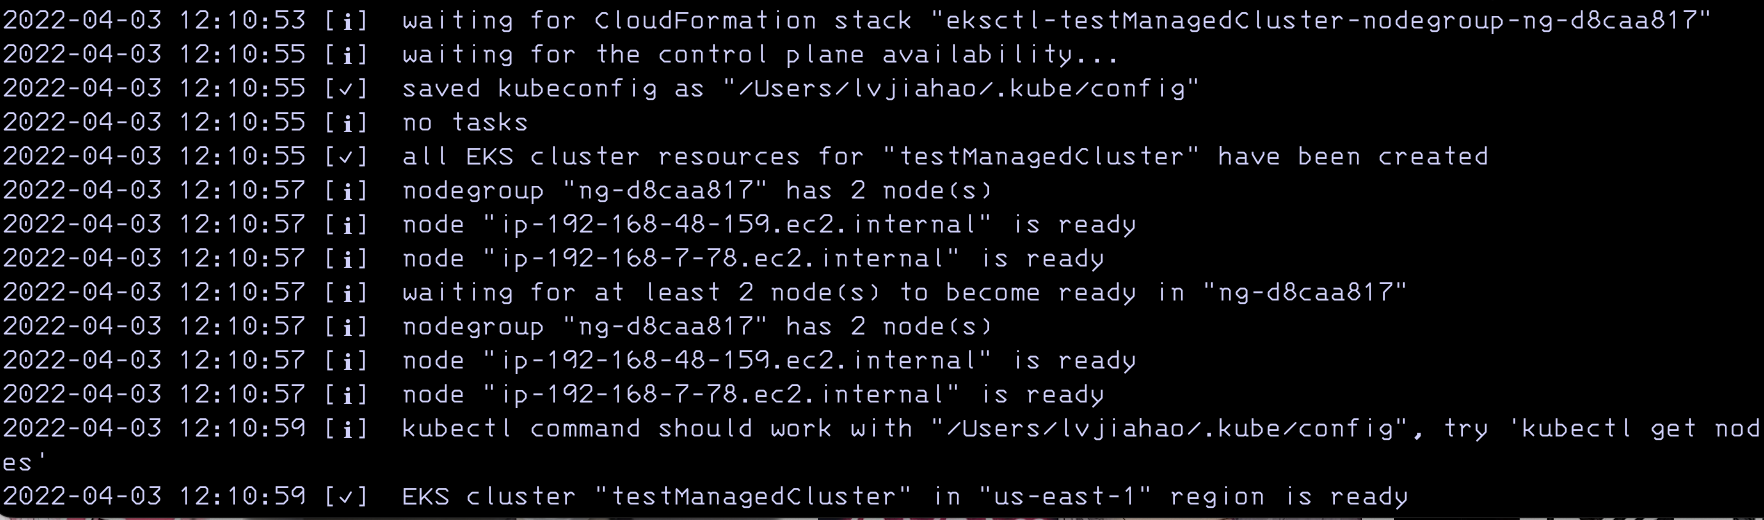 2022-04-03 12:10:53 [ℹ]  waiting for CloudFormation stack "eksctl-testManagedCluster-nodegroup-ng-d8caa817"
2022-04-03 12:10:55 [ℹ]  waiting for the control plane availability...
2022-04-03 12:10:55 [✓]  saved kubeconfig as "/Users/lvjiahao/.kube/config"
2022-04-03 12:10:55 [ℹ]  no tasks
2022-04-03 12:10:55 [✓]  all EKS cluster resources for "testManagedCluster" have been created
2022-04-03 12:10:57 [ℹ]  nodegroup "ng-d8caa817" has 2 node(s)
2022-04-03 12:10:57 [ℹ]  node "ip-192-168-48-159.ec2.internal" is ready
2022-04-03 12:10:57 [ℹ]  node "ip-192-168-7-78.ec2.internal" is ready
2022-04-03 12:10:57 [ℹ]  waiting for at least 2 node(s) to become ready in "ng-d8caa817"
2022-04-03 12:10:57 [ℹ]  nodegroup "ng-d8caa817" has 2 node(s)
2022-04-03 12:10:57 [ℹ]  node "ip-192-168-48-159.ec2.internal" is ready
2022-04-03 12:10:57 [ℹ]  node "ip-192-168-7-78.ec2.internal" is ready
2022-04-03 12:10:59 [ℹ]  kubectl command should work with "/Users/lvjiahao/.kube/config", try 'kubectl get nod
es'
2022-04-03 12:10:59 [✓]  EKS cluster "testManagedCluster" in "us-east-1" region is ready